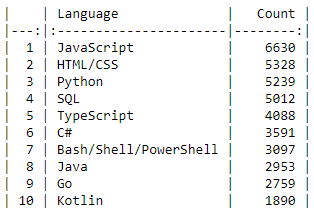 |    | Language              |   Count |
|---:|:----------------------|--------:|
|  1 | JavaScript            |    6630 |
|  2 | HTML/CSS              |    5328 |
|  3 | Python                |    5239 |
|  4 | SQL                   |    5012 |
|  5 | TypeScript            |    4088 |
|  6 | C#                    |    3591 |
|  7 | Bash/Shell/PowerShell |    3097 |
|  8 | Java                  |    2953 |
|  9 | Go                    |    2759 |
| 10 | Kotlin                |    1890 |